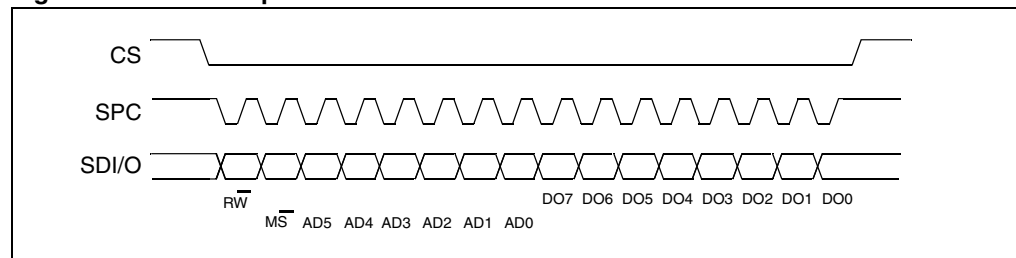 CS
SPC
SDI/O
RW
DO7 DO6 DO5 DO4 DO3 DO2 DO1 DO0
MS AD5 AD4 AD3 AD2 AD1 AD0